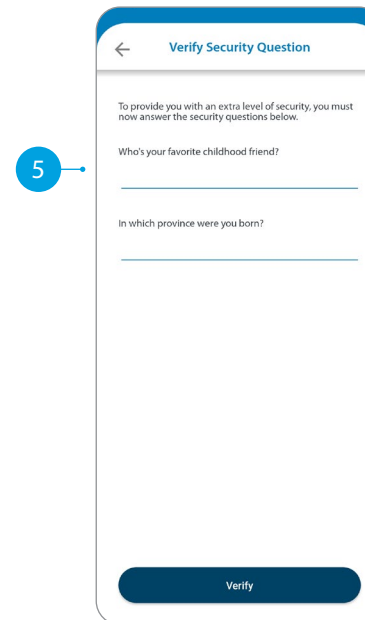 Verify Security Question
To provide you with an extra level of security, you must
now answer the security questions below.
Who's your favorite childhood friend?
5
In which province were you born?
Verify